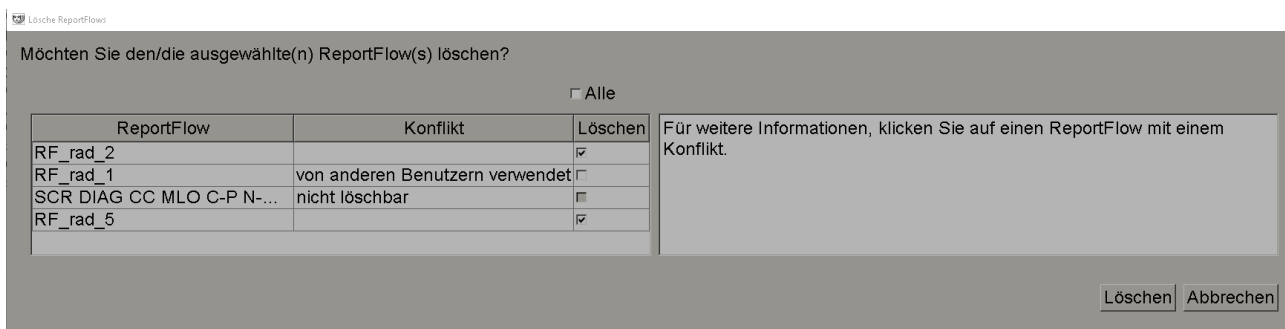 Lösche ReportFlows
Möchten Sie den/die ausgewählte(n) ReportFlow(s) löschen?
Alle
ReportFlow Konflikt Löschen
RF_rad_2
RF_rad_1 von anderen Benutzern verwendet
SCR DIAG CC MLO C-P N-... nicht löschbar
RF_rad_5
Für weitere Informationen, klicken Sie auf einen ReportFlow mit einem
Konflikt.
Löschen Abbrechen